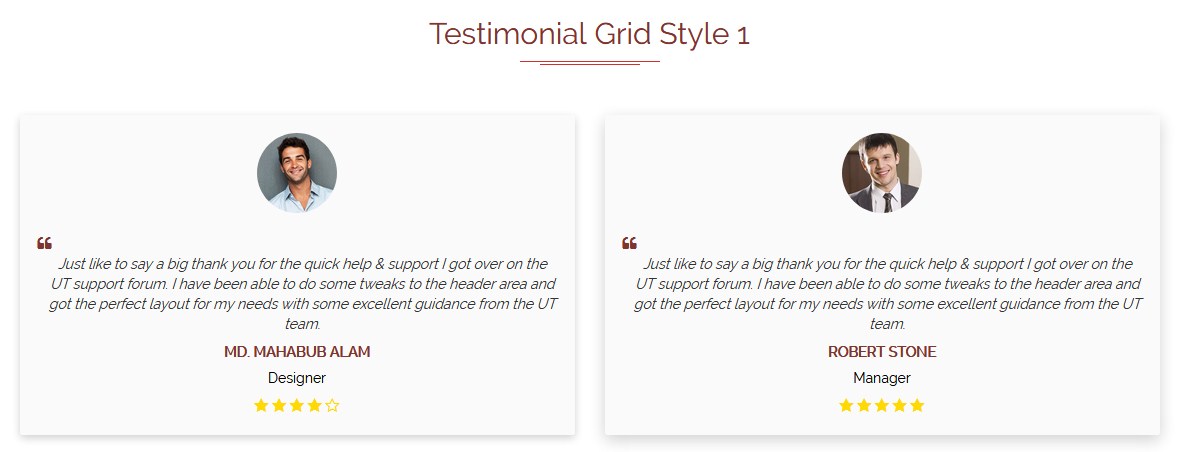 Testimonial Grid Style 1
Just like to say a big thank you for the quick help & support I got over on the
UT support forum. I have been able to do some tweaks to the header area and
got the perfect layout for my needs with some excellent guidance from the UT
team.
MD. MAHABUB ALAM
Designer
Just like to say a big thank you for the quick help & support I got over on the
UT support forum. I have been able to do some tweaks to the header area and
got the perfect layout for my needs with some excellent guidance from the UT
team.
ROBERT STONE
Manager